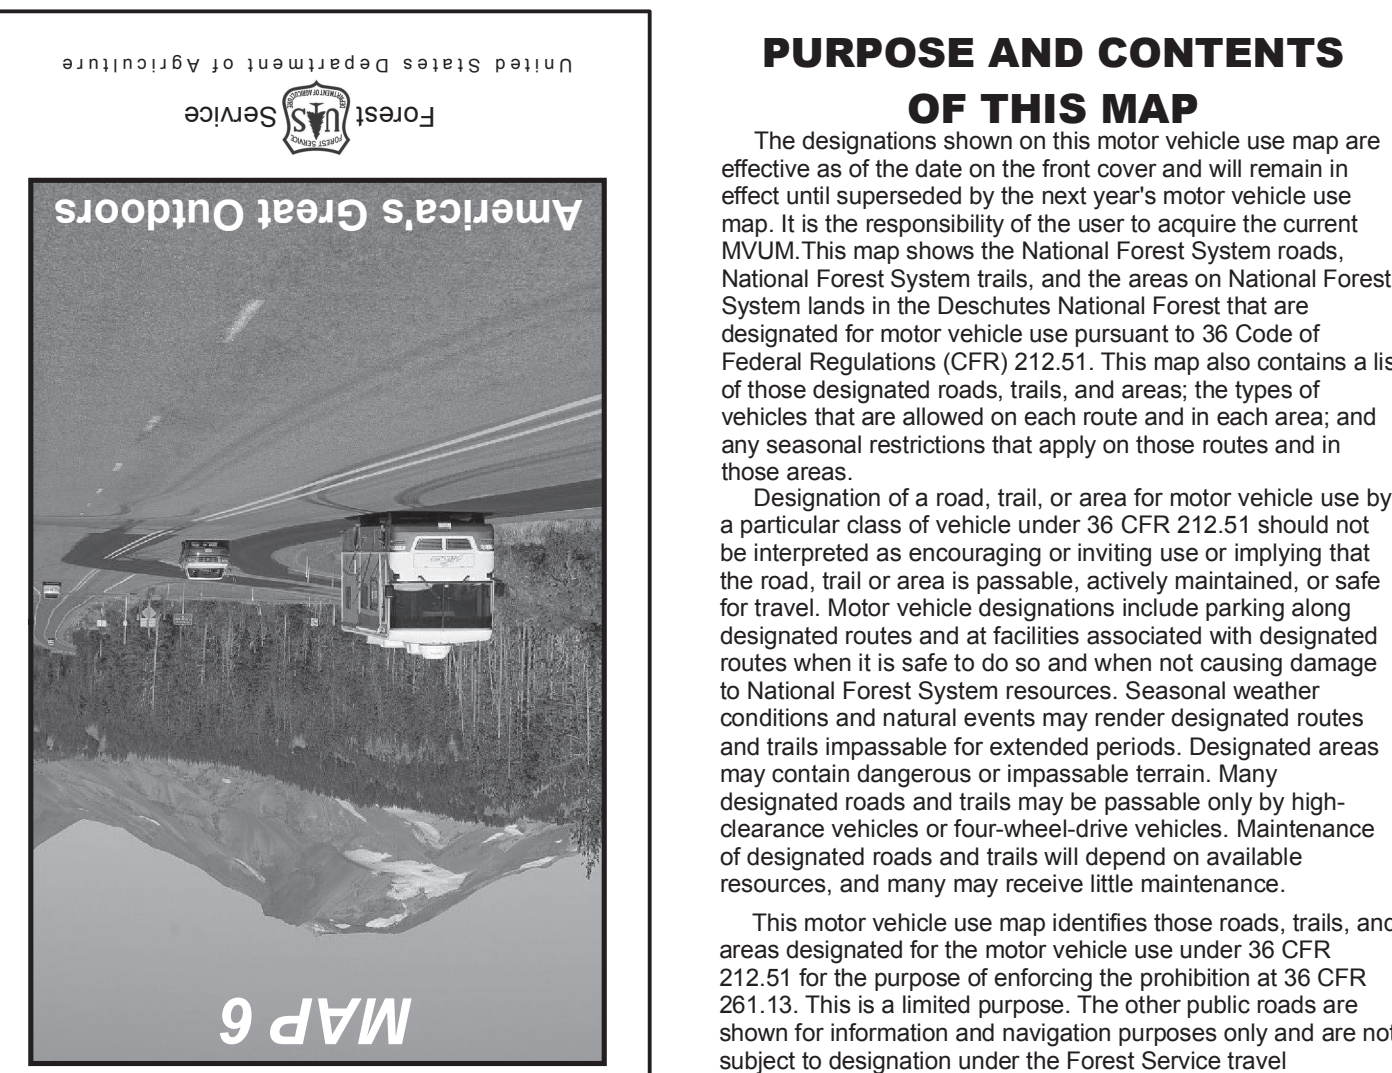 MAP 6
America's Great Outdoors
Forest Service
FOREST SERVICE
US
DEPARTMENT OF AGRICULTURE
United States Department of Agriculture
PURPOSE AND CONTENTS
OF THIS MAP
The designations shown on this motor vehicle use map are
effective as of the date on the front cover and will remain in
effect until superseded by the next year's motor vehicle use
map. It is the responsibility of the user to acquire the current
MVUM.This map shows the National Forest System roads,
National Forest System trails, and the areas on National Forest
System lands in the Deschutes National Forest that are
designated for motor vehicle use pursuant to 36 Code of
Federal Regulations (CFR) 212.51. This map also contains a lis
of those designated roads, trails, and areas; the types of
vehicles that are allowed on each route and in each area; and
any seasonal restrictions that apply on those routes and in
those areas.
Designation of a road, trail, or area for motor vehicle use by
a particular class of vehicle under 36 CFR 212.51 should not
be interpreted as encouraging or inviting use or implying that
the road, trail or area is passable, actively maintained, or safe
for travel. Motor vehicle designations include parking along
designated routes and at facilities associated with designated
routes when it is safe to do so and when not causing damage
to National Forest System resources. Seasonal weather
conditions and natural events may render designated routes
and trails impassable for extended periods. Designated areas
may contain dangerous or impassable terrain. Many
designated roads and trails may be passable only by high-
clearance vehicles or four-wheel-drive vehicles. Maintenance
of designated roads and trails will depend on available
resources, and many may receive little maintenance.
This motor vehicle use map identifies those roads, trails, and
areas designated for the motor vehicle use under 36 CFR
212.51 for the purpose of enforcing the prohibition at 36 CFR
261.13. This is a limited purpose. The other public roads are
shown for information and navigation purposes only and are not
subject to designation under the Forest Service travel